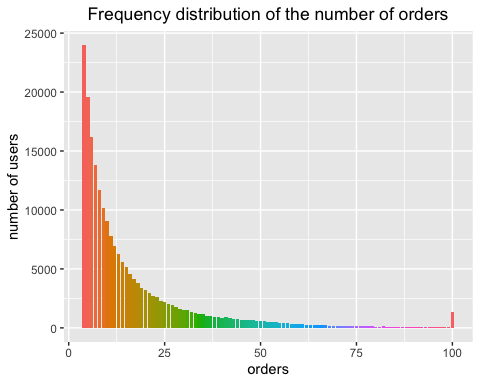 Frequency distribution of the number of orders
25000
20000
15000
10000
5000
0
number of users
0 25 50 75 100
orders